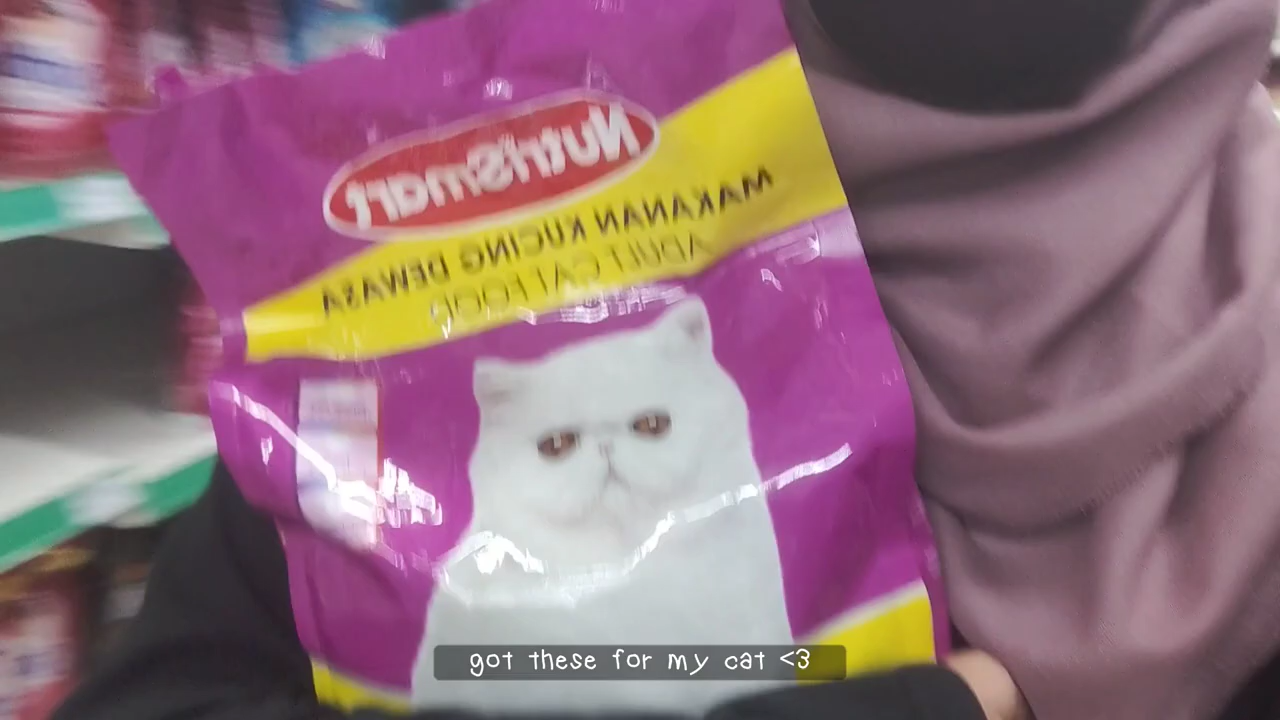 NutriSmart
MAKANAN KUCING DEWASA
ADULT CAT FOOD
got these for my cat <3